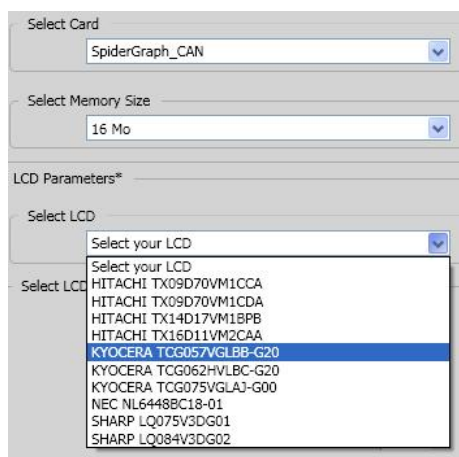 Select Card
SpiderGraph_CAN
Select Memory Size
16 Mo
LCD Parameters*
Select LCD
Select your LCD
Select LCD
Select your LCD
HITACHI TX09D70VM1CCA
HITACHI TX09D70VM1CDA
HITACHI TX14D17VM1BPB
HITACHI TX16D11VM2CAA
KYOCERA TCG057VGLBB-G20
KYOCERA TCG062HVLBC-G20
KYOCERA TCG075VGLAJ-G00
NEC NL6448BC18-01
SHARP LQ075V3DG01
SHARP LQ084V3DG02